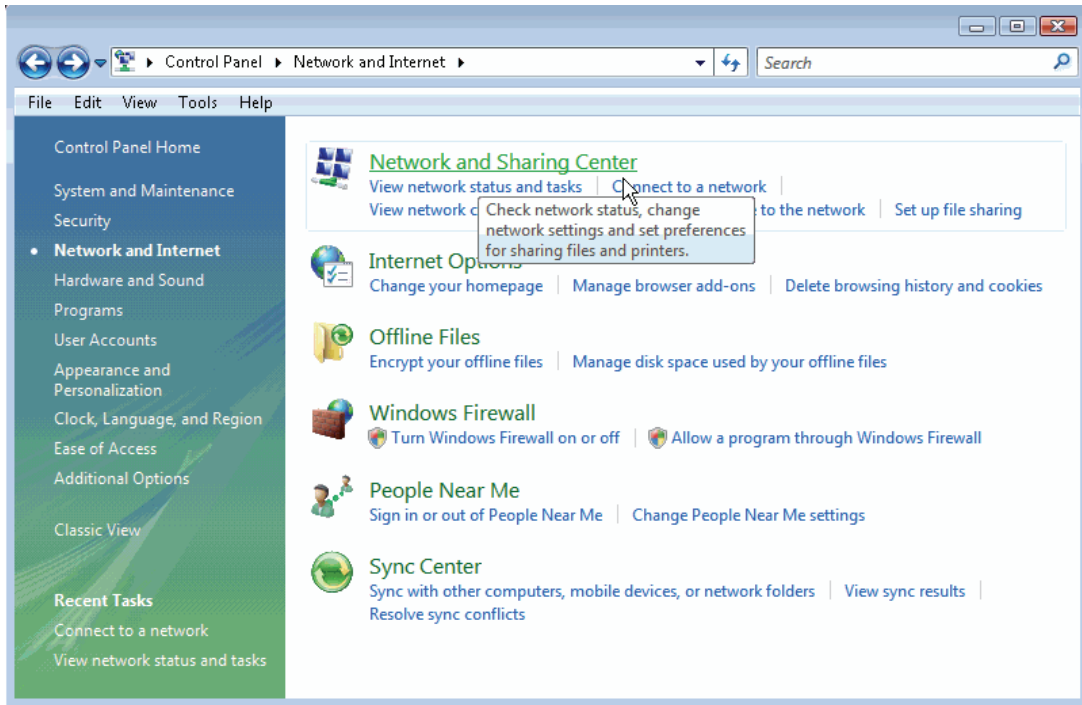 Control Panel Network and Internet Search
File Edit View Tools Help
Control Panel Home
System and Maintenance
Security
Network and Internet
Hardware and Sound
Programs
User Accounts
Appearance and
Personalization
Clock, Language, and Region
Ease of Access
Additional Options
Classic View
Recent Tasks
Connect to a network
View network status and tasks
Network and Sharing Center
View network status and tasks Connect to a network
View network to the network Set up file sharing
Check network status, change
network settings and set preferences
for sharing files and printers.
Internet Options
Change your homepage Manage browser add-ons Delete browsing history and cookies
Offline Files
Encrypt your offline files Manage disk space used by your offline files
Windows Firewall
Turn Windows Firewall on or off Allow a program through Windows Firewall
People Near Me
Sign in or out of People Near Me Change People Near Me settings
Sync Center
Sync with other computers, mobile devices, or network folders View sync results
Resolve sync conflicts